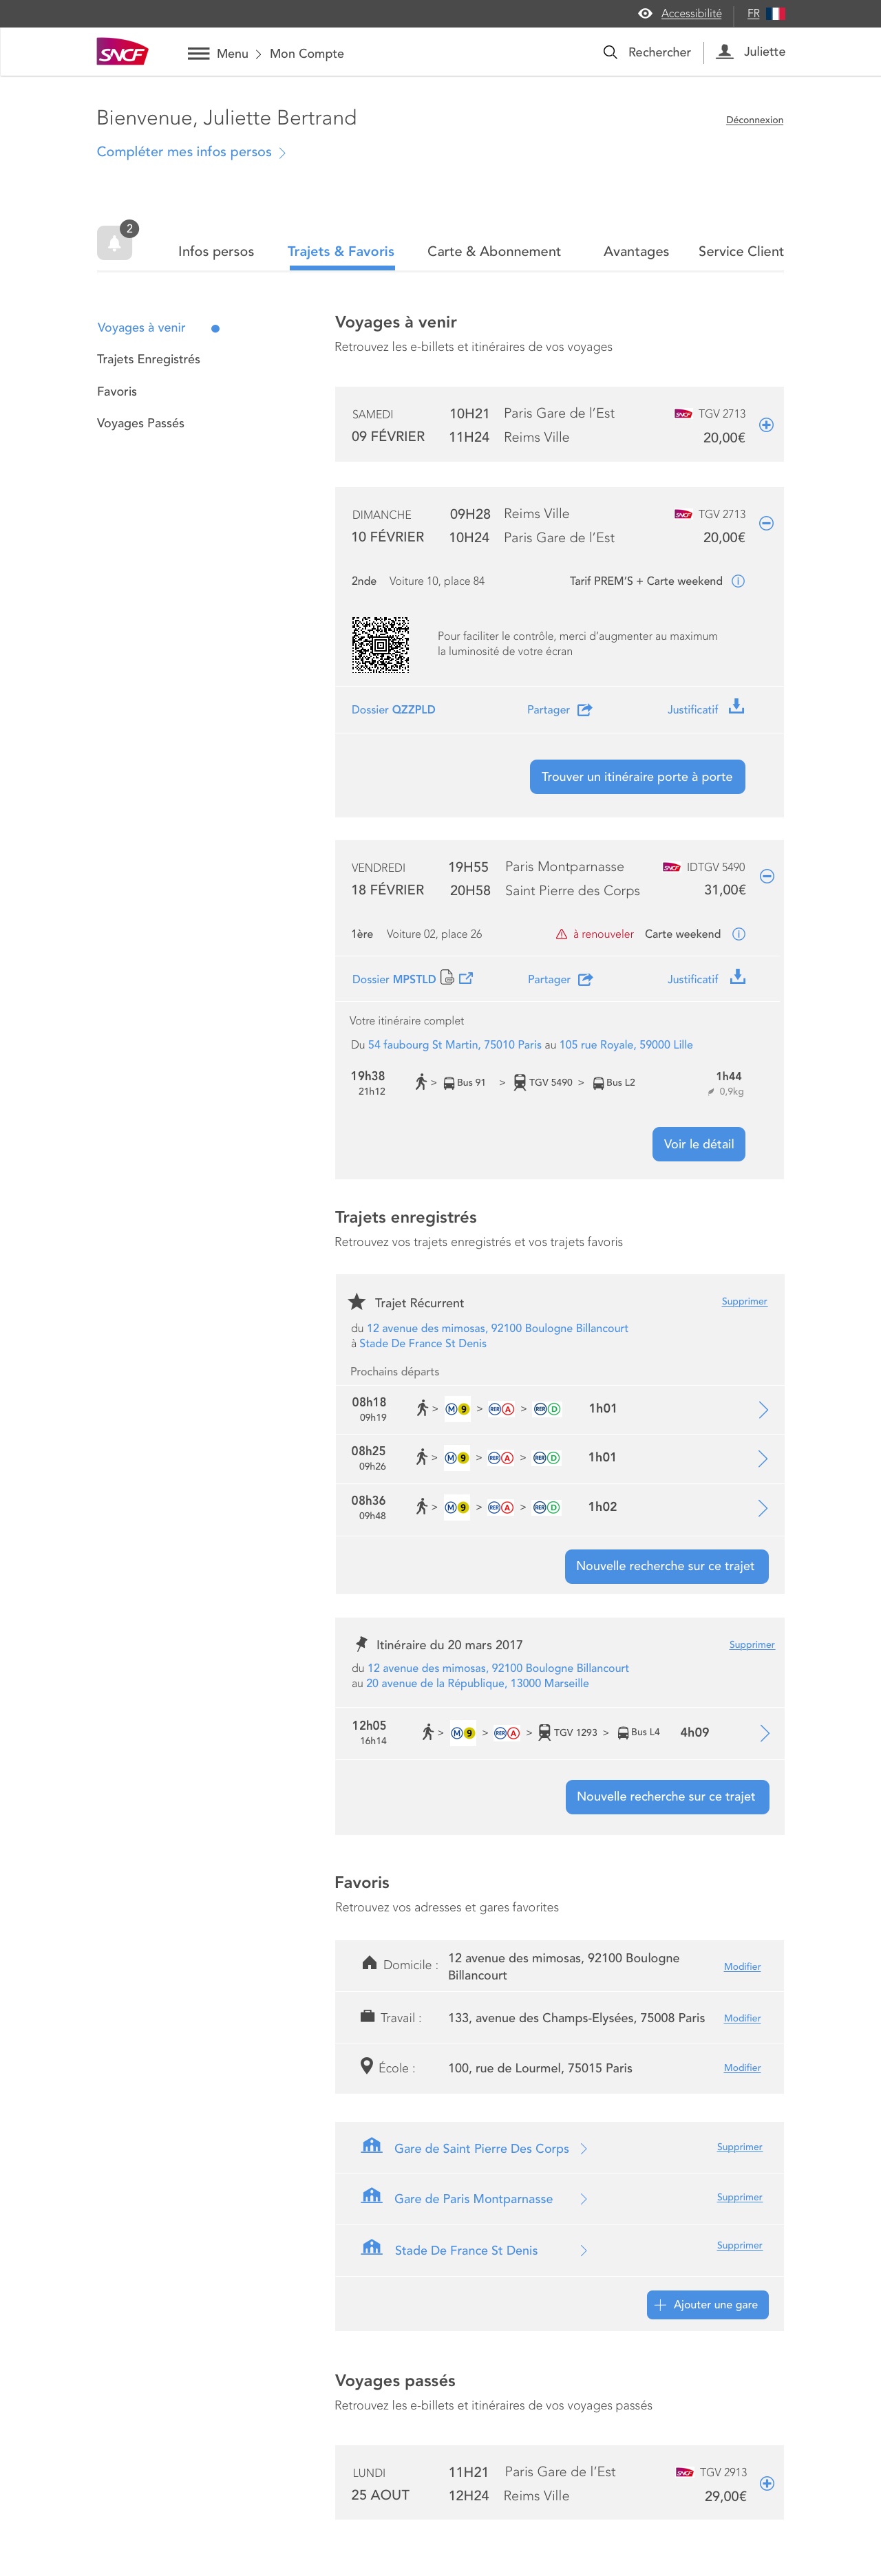 Accessibilité
FR
SNCF
Menu > Mon Compte
Rechercher
Juliette
Bienvenue, Juliette Bertrand
Déconnexion
Compléter mes infos persos >
2
Infos persos
Trajets & Favoris
Carte & Abonnement
Avantages
Service Client
Voyages à venir
Trajets Enregistrés
Favoris
Voyages Passés
Voyages à venir
Retrouvez les e-billets et itinéraires de vos voyages
SAMEDI 10H21 Paris Gare de l’Est SNCF TGV 2713
09 FÉVRIER 11H24 Reims Ville 20,00€
DIMANCHE 09H28 Reims Ville SNCF TGV 2713
10 FÉVRIER 10H24 Paris Gare de l’Est 20,00€
2nde Voiture 10, place 84 Tarif PREM’S + Carte weekend
Pour faciliter le contrôle, merci d’augmenter au maximum
la luminosité de votre écran
Dossier QZZPLD Partager Justificatif
Trouver un itinéraire porte à porte
VENDREDI 19H55 Paris Montparnasse SNCF IDTGV 5490
18 FÉVRIER 20H58 Saint Pierre des Corps 31,00€
1ère Voiture 02, place 26 à renouveler Carte weekend
Dossier MPSTLD Partager Justificatif
Votre itinéraire complet
Du 54 faubourg St Martin, 75010 Paris au 105 rue Royale, 59000 Lille
19h38 > Bus 91 > TGV 5490 > Bus L2 1h44
21h12 0,9kg
Voir le détail
Trajets enregistrés
Retrouvez vos trajets enregistrés et vos trajets favoris
Trajet Récurrent Supprimer
du 12 avenue des mimosas, 92100 Boulogne Billancourt
à Stade De France St Denis
Prochains départs
08h18 > M 9 > RER A > RER D 1h01
09h19
08h25 > M 9 > RER A > RER D 1h01
09h26
08h36 > M 9 > RER A > RER D 1h02
09h48
Nouvelle recherche sur ce trajet
Itinéraire du 20 mars 2017 Supprimer
du 12 avenue des mimosas, 92100 Boulogne Billancourt
au 20 avenue de la République, 13000 Marseille
12h05 > M 9 > RER A > TGV 1293 > Bus L4 4h09
16h14
Nouvelle recherche sur ce trajet
Favoris
Retrouvez vos adresses et gares favorites
Domicile : 12 avenue des mimosas, 92100 Boulogne
Billancourt
Modifier
Travail : 133, avenue des Champs-Elysées, 75008 Paris Modifier
École : 100, rue de Lourmel, 75015 Paris Modifier
Gare de Saint Pierre Des Corps > Supprimer
Gare de Paris Montparnasse > Supprimer
Stade De France St Denis > Supprimer
+ Ajouter une gare
Voyages passés
Retrouvez les e-billets et itinéraires de vos voyages passés
LUNDI 11H21 Paris Gare de l’Est SNCF TGV 2913
25 AOUT 12H24 Reims Ville 29,00€